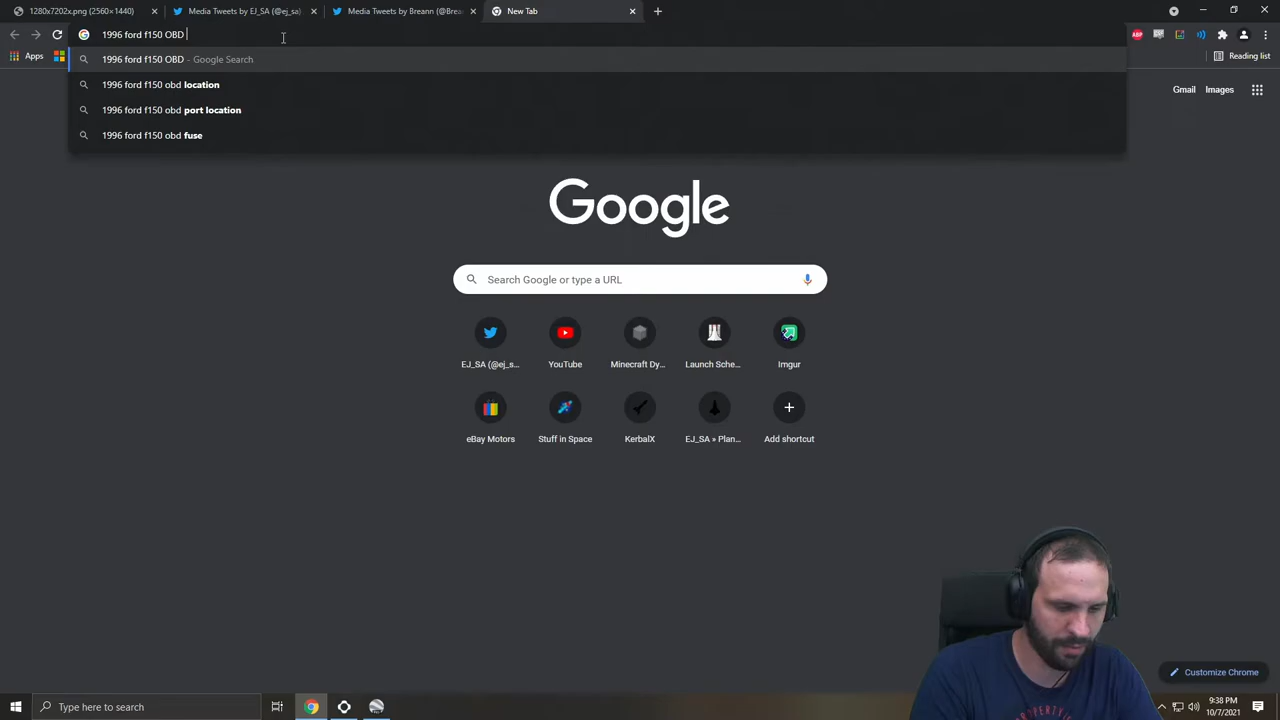 1280x7202x.png (2560×1440)
Media Tweets by EJ_SA (@ej_sa)
Media Tweets by Breann (@Brea
New Tab
1996 ford f150 OBD
Apps
Reading list
1996 ford f150 OBD - Google Search
1996 ford f150 obd location
1996 ford f150 obd port location
1996 ford f150 obd fuse
Gmail
Images
Google
Search Google or type a URL
EJ_SA (@ej_s...
YouTube
Minecraft Dy...
Launch Sche...
Imgur
eBay Motors
Stuff in Space
KerbalX
EJ_SA » Plan...
Add shortcut
Customize Chrome
Type here to search
9:38 PM
10/7/2021